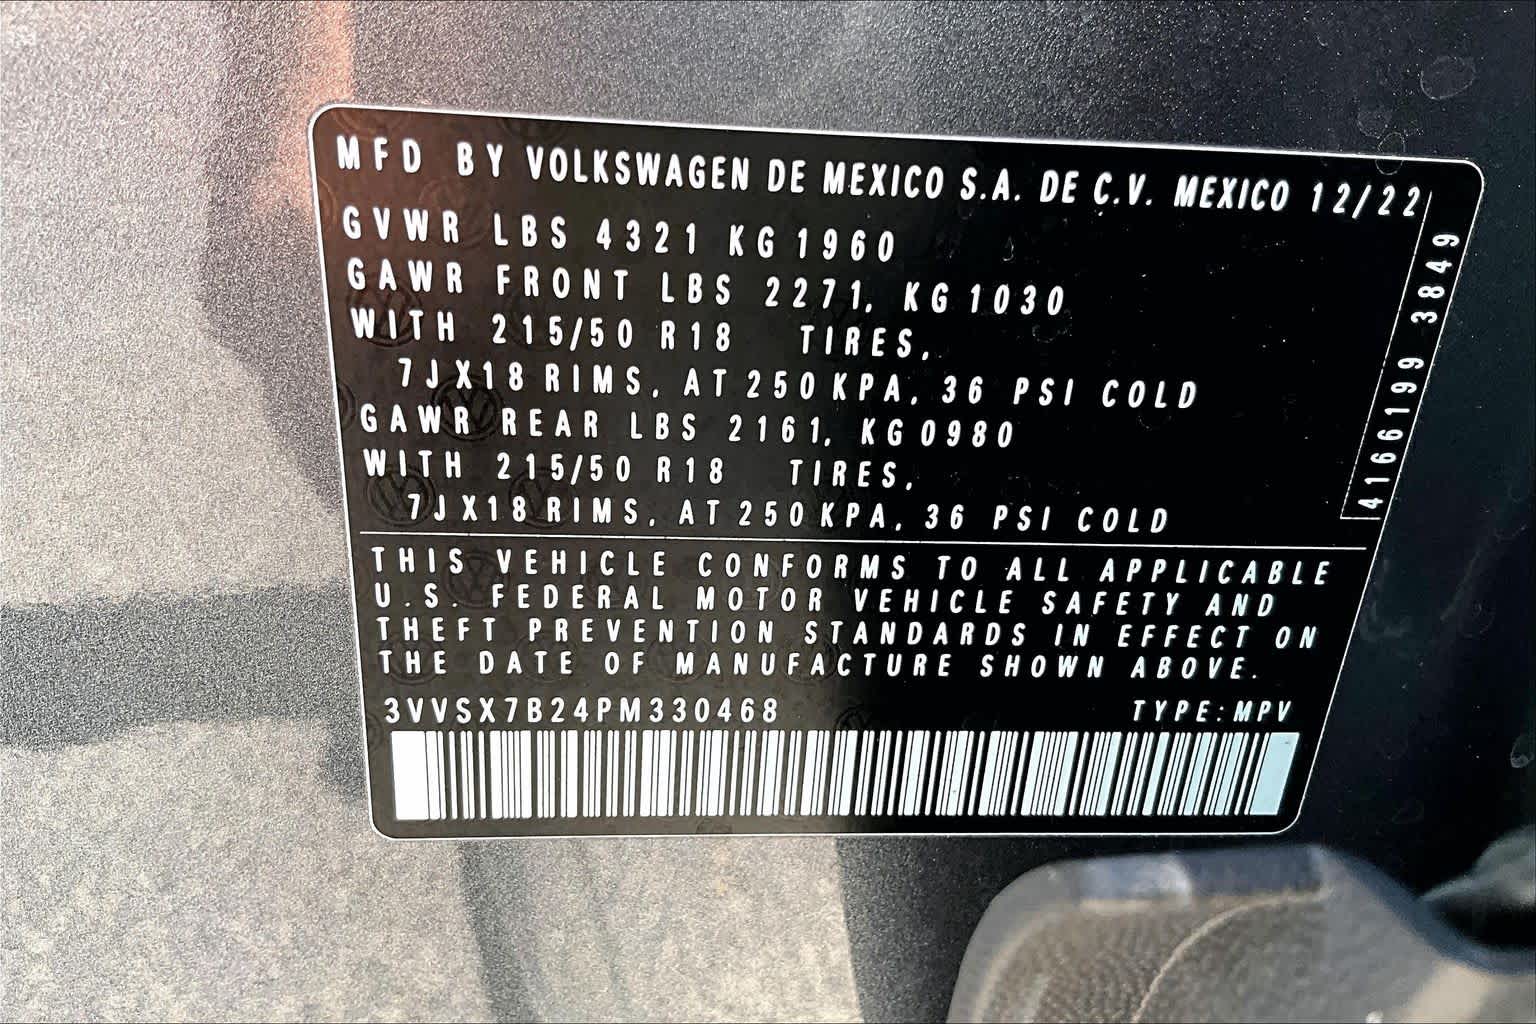 MFD BY VOLKSWAGEN DE MEXICO S.A. DE C.V. MEXICO 12/22
GVWR LBS 4321 KG 1960
GAWR FRONT LBS 2271, KG 1030
WITH 215/50 R18 TIRES,
7JX18 RIMS, AT 250 KPA, 36 PSI COLD
GAWR REAR LBS 2161, KG 0980
WITH 215/50 R18 TIRES,
7JX18 RIMS, AT 250 KPA, 36 PSI COLD
4166199 3849
THIS VEHICLE CONFORMS TO ALL APPLICABLE
U.S. FEDERAL MOTOR VEHICLE SAFETY AND
THEFT PREVENTION STANDARDS IN EFFECT ON
THE DATE OF MANUFACTURE SHOWN ABOVE.
3VVSX7B24PM330468 TYPE: MPV